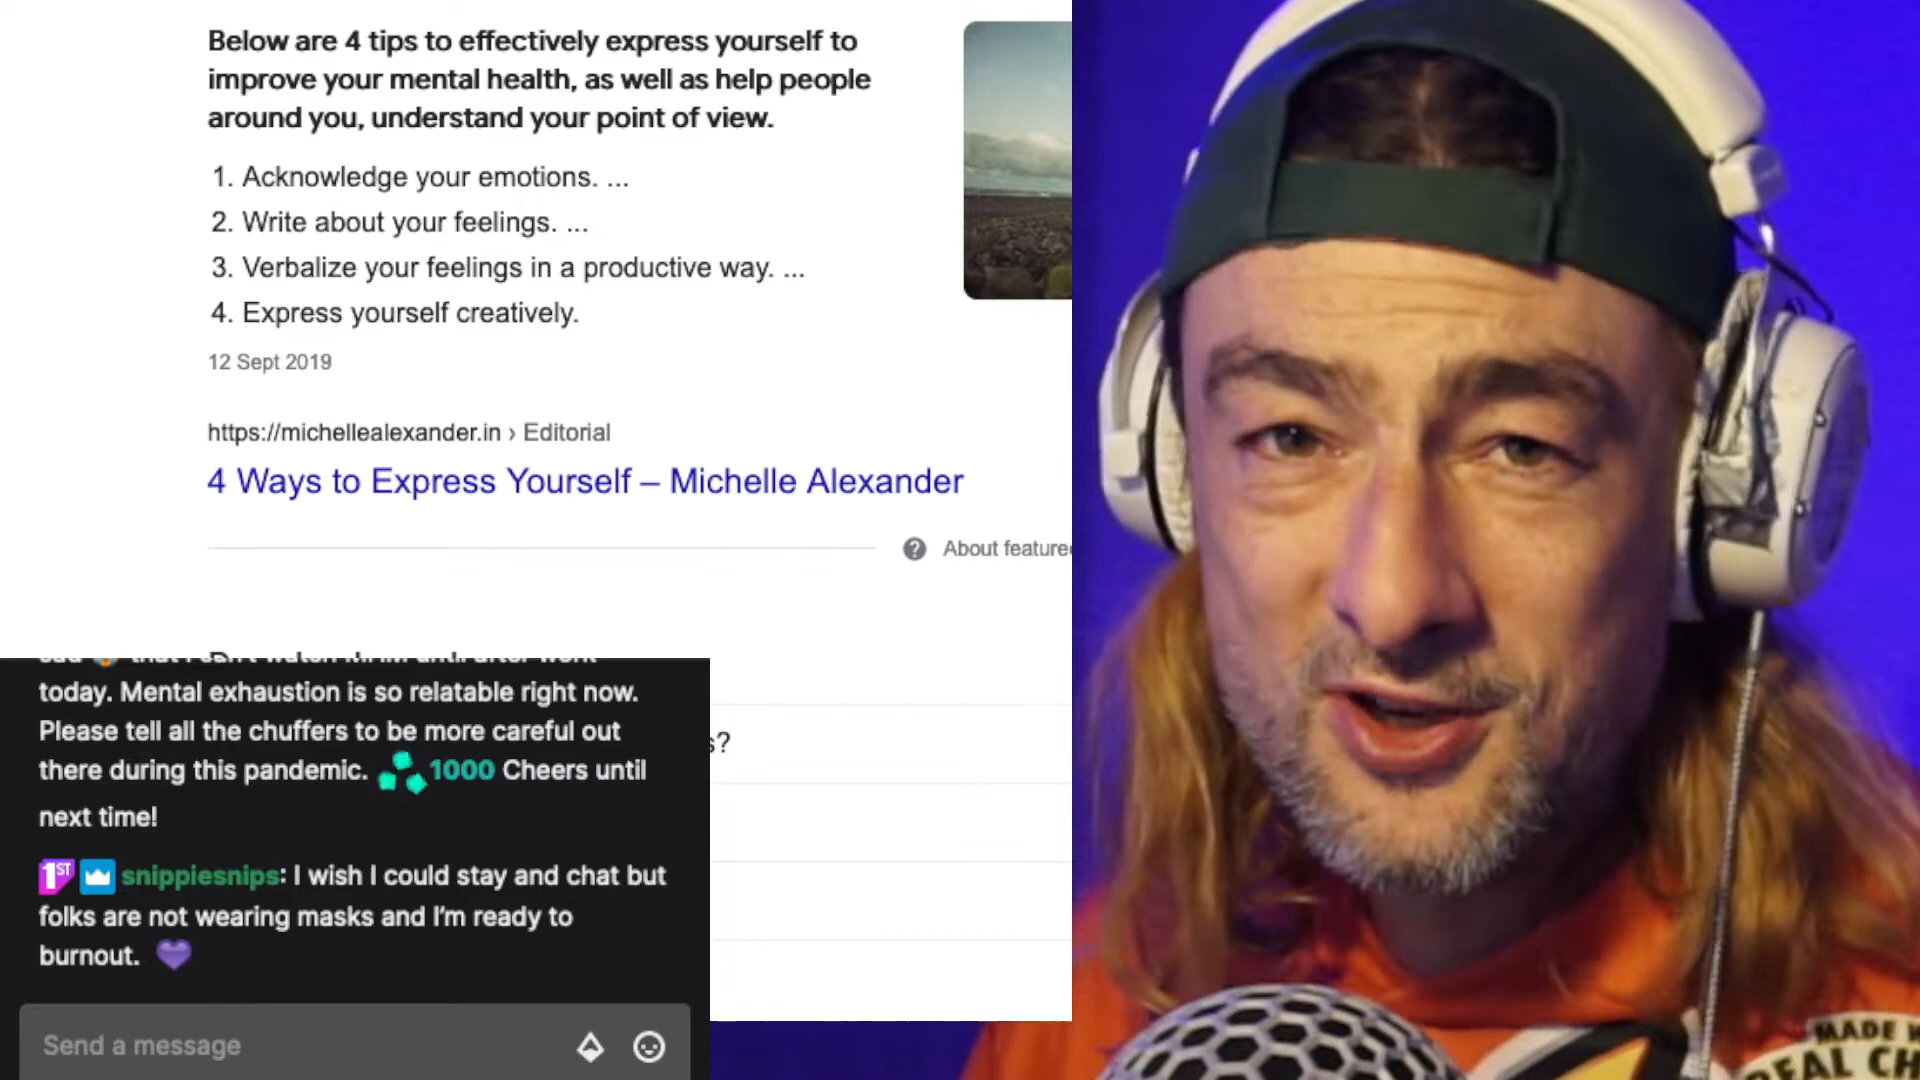 Below are 4 tips to effectively express yourself to
improve your mental health, as well as help people
around you, understand your point of view.
1. Acknowledge your emotions. ...
2. Write about your feelings. ...
3. Verbalize your feelings in a productive way. ...
4. Express yourself creatively.
12 Sept 2019
https://michellealexander.in › Editorial
4 Ways to Express Yourself – Michelle Alexander
About feature
s?
after work
today. Mental exhaustion is so relatable right now.
Please tell all the chuffers to be more careful out
there during this pandemic. 1000 Cheers until
next time!
1ST snippiesnips: I wish I could stay and chat but
folks are not wearing masks and I'm ready to
burnout. 💜
Send a message
MADE